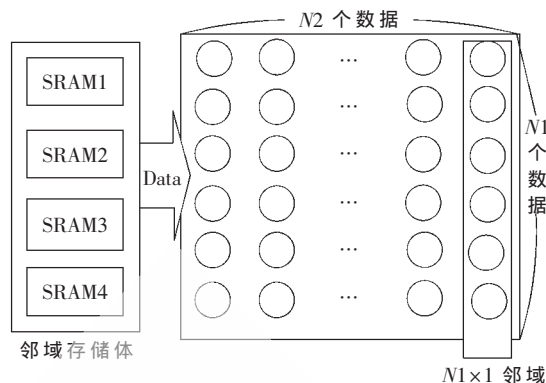 N2 个数据
SRAM1
SRAM2
SRAM3
SRAM4
Data
...
...
...
...
...
...
N1
个
数
据
邻域存储体
N1×1 邻域